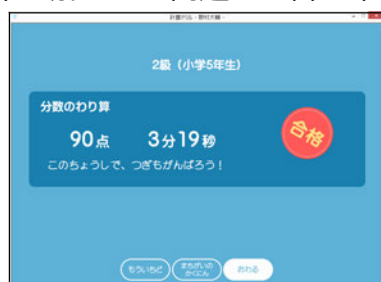 2級（小学5年生）
分数のわり算
90点 3分19秒
合格
このちょうしで、つぎもがんばろう！
もういちど
まちがいの
かくにん
おわる